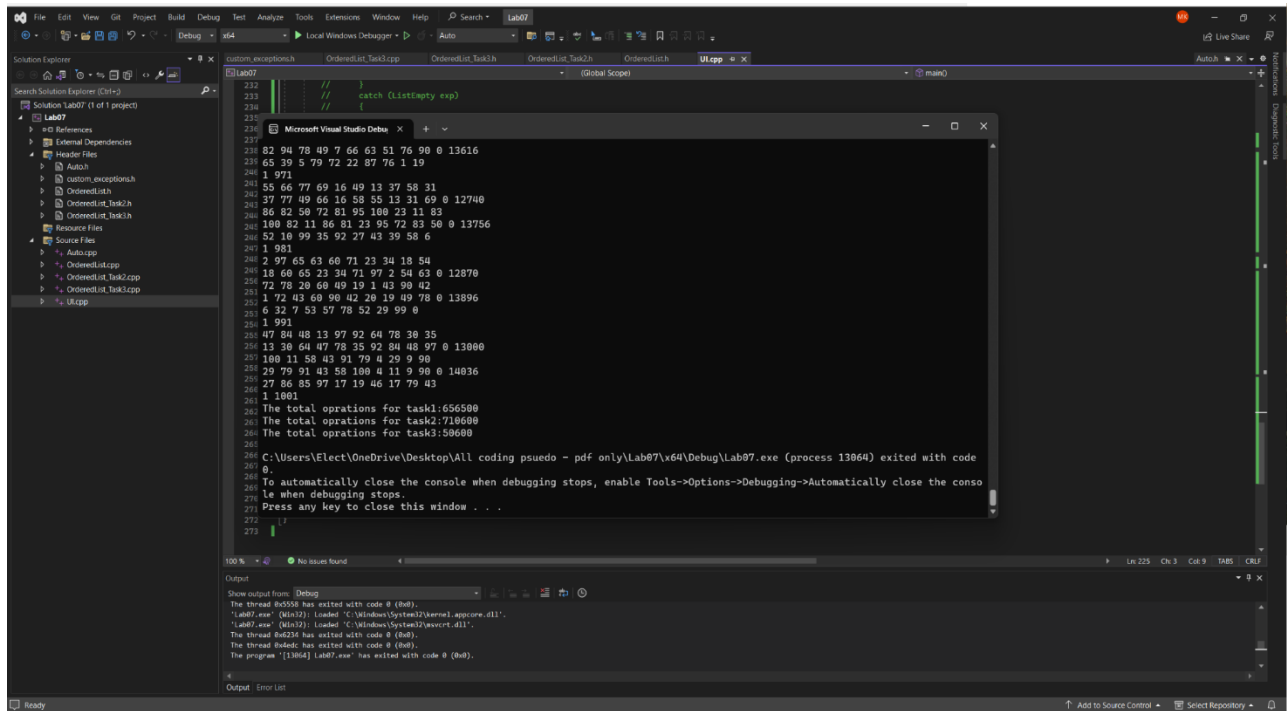 File Edit View Git Project Build Debug Test Analyze Tools Extensions Window Help Search Lab07
MK
Debug x64 Local Windows Debugger Auto Live Share
Solution Explorer
Search Solution Explorer (Ctrl+;)
Solution 'Lab07' (1 of 1 project)
Lab07
References
External Dependencies
Header Files
Auto.h
custom_exceptions.h
OrderedList.h
OrderedList_Task2.h
OrderedList_Task3.h
Resource Files
Source Files
Auto.cpp
OrderedList.cpp
OrderedList_Task2.cpp
OrderedList_Task3.cpp
UI.cpp
custom_exceptions.h OrderedList_Task3.cpp OrderedList_Task3.h OrderedList_Task2.h OrderedList.h UI.cpp Auto.h
Lab07 (Global Scope) main()
232 // }
233 // catch (ListEmpty exp)
234 // {
Microsoft Visual Studio Debug
82 94 78 49 7 66 63 51 76 90 0 13616
65 39 5 79 72 22 87 76 1 19
1 971
55 66 77 69 16 49 13 37 58 31
37 77 49 66 16 58 55 13 31 69 0 12740
86 82 50 72 81 95 100 23 11 83
100 82 11 86 81 23 95 72 83 50 0 13756
52 10 99 35 92 27 43 39 58 6
1 981
2 97 65 63 60 71 23 34 18 54
18 60 65 23 34 71 97 2 54 63 0 12870
72 78 20 60 49 19 1 43 90 42
1 72 43 60 90 42 20 19 49 78 0 13896
6 32 7 53 57 78 52 29 99 0
1 991
47 84 48 13 97 92 64 78 30 35
13 30 64 47 78 35 92 84 48 97 0 13000
100 11 58 43 91 79 4 29 9 90
29 79 91 43 58 100 4 11 9 90 0 14036
27 86 85 97 17 19 46 17 79 43
1 1001
The total oprations for task1:656500
The total oprations for task2:710600
The total oprations for task3:50600
C:\Users\Elect\OneDrive\Desktop\All coding psuedo - pdf only\Lab07\x64\Debug\Lab07.exe (process 13064) exited with code
0.
To automatically close the console when debugging stops, enable Tools->Options->Debugging->Automatically close the conso
le when debugging stops.
Press any key to close this window . . .
272 }
273
100 % No issues found Ln: 225 Ch: 3 Col: 9 TABS CRLF
Output
Show output from: Debug
The thread 0x5558 has exited with code 0 (0x0).
'Lab07.exe' (Win32): Loaded 'C:\Windows\System32\kernel.appcore.dll'.
'Lab07.exe' (Win32): Loaded 'C:\Windows\System32\msvcrt.dll'.
The thread 0x6234 has exited with code 0 (0x0).
The thread 0x4edc has exited with code 0 (0x0).
The program '[13064] Lab07.exe' has exited with code 0 (0x0).
Output Error List
Ready Add to Source Control Select Repository
Notifications
Diagnostic Tools